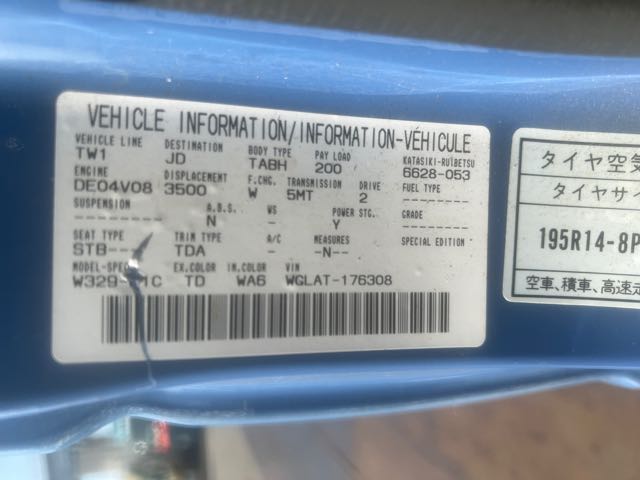 VEHICLE INFORMATION/INFORMATION-VÉHICULE
VEHICLE LINE DESTINATION BODY TYPE PAY LOAD KATASIKI-RUIBETSU
TW1 JD TABH 200 6628-053
ENGINE DISPLACEMENT F.CHG. TRANSMISSION DRIVE FUEL TYPE
DE04V08 3500 W 5MT 2 --
SUSPENSION A.B.S. WS POWER STG. GRADE
---------- N - Y ------
SEAT TYPE TRIM TYPE A/C MEASURES SPECIAL EDITION
STB--- TDA - -N--
EX.COLOR IN.COLOR VIN
TD WA6 WGLAT-176308
タイヤ空気
タイヤサ
195R14-8P
空車、積車、高速走